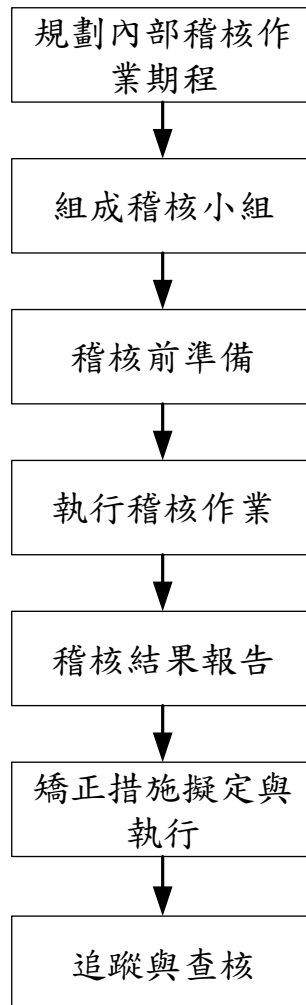 規劃內部稽核作
業期程
組成稽核小組
稽核前準備
執行稽核作業
稽核結果報告
矯正措施擬定與
執行
追蹤與查核